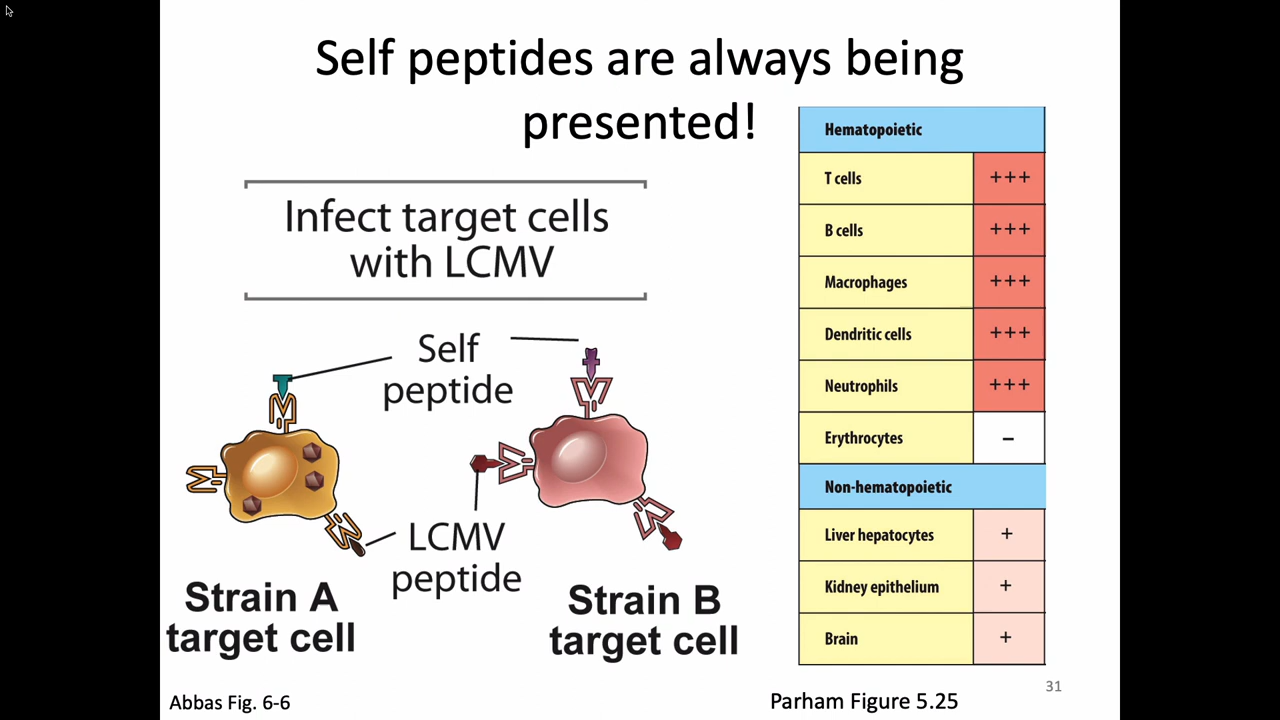 Self peptides are always being
presented!
Infect target cells
with LCMV
Self
peptide
LCMV
peptide
Strain A
target cell
Strain B
target cell
Abbas Fig. 6-6
Hematopoietic
T cells +++
B cells +++
Macrophages +++
Dendritic cells +++
Neutrophils +++
Erythrocytes –
Non-hematopoietic
Liver hepatocytes +
Kidney epithelium +
Brain +
Parham Figure 5.25
31